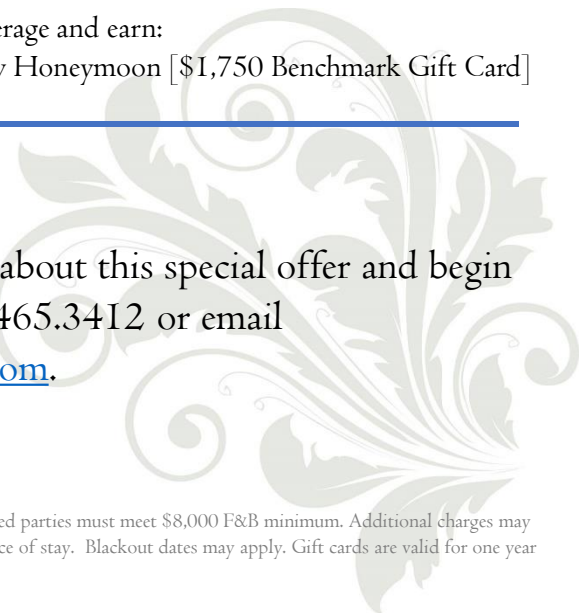 erage and earn:
y Honeymoon [$1,750 Benchmark Gift Card]
about this special offer and begin
465.3412 or email
om.
ed parties must meet $8,000 F&B minimum. Additional charges may
ce of stay. Blackout dates may apply. Gift cards are valid for one year